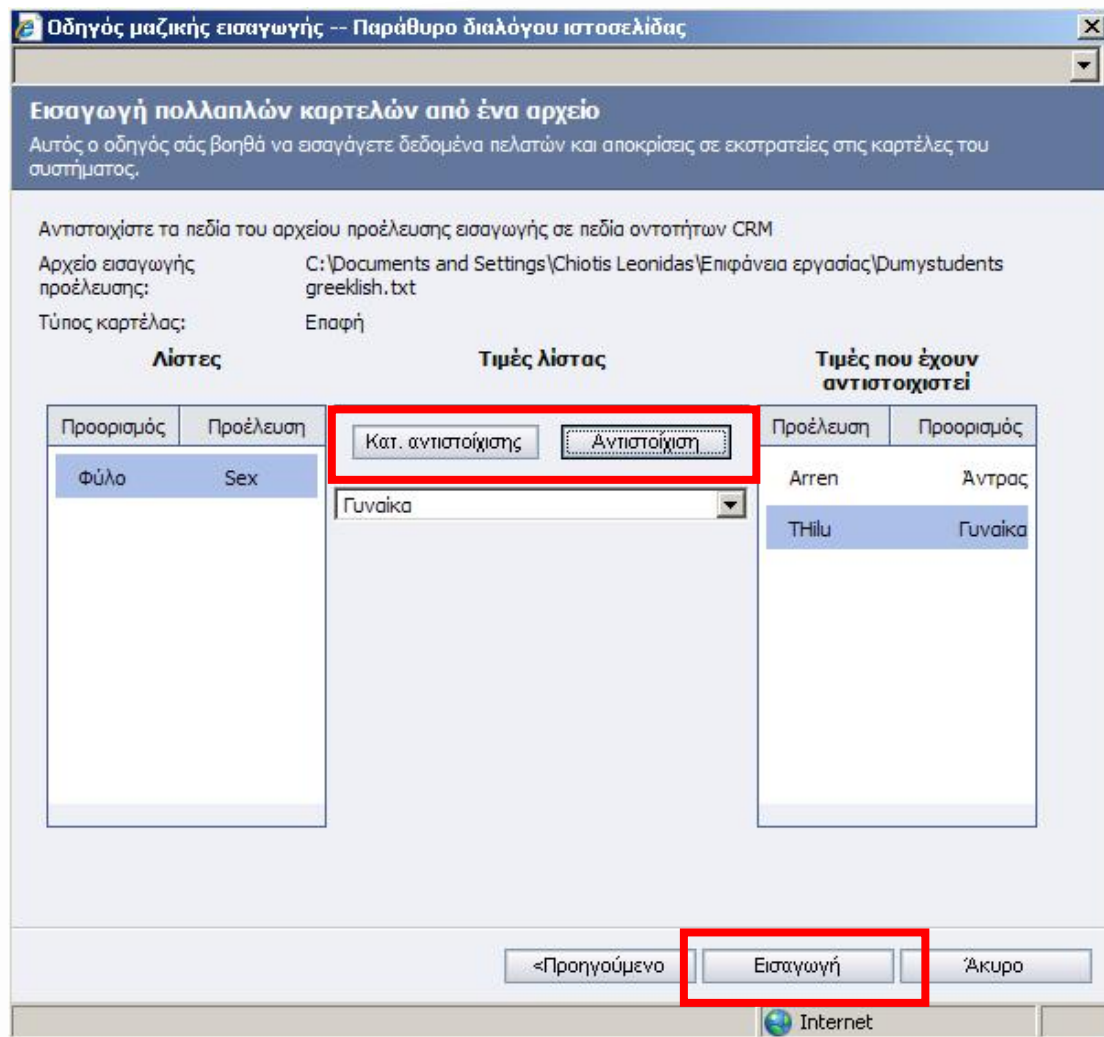 Οδηγός μαζικής εισαγωγής -- Παράθυρο διαλόγου ιστοσελίδας
Εισαγωγή πολλαπλών καρτελών από ένα αρχείο
Αυτός ο οδηγός σάς βοηθά να εισαγάγετε δεδομένα πελατών και αποκρίσεις σε εκστρατείες στις καρτέλες του
συστήματος.
Αντιστοιχίστε τα πεδία του αρχείου προέλευσης εισαγωγής σε πεδία οντοτήτων CRM
Αρχείο εισαγωγής
προέλευσης:
C:\Documents and Settings\Chiotis Leonidas\Επιφάνεια εργασίας\Dumystudents
greeklish.txt
Τύπος καρτέλας: Επαφή
Λίστες
Τιμές λίστας
Τιμές που έχουν
αντιστοιχιστεί
Προορισμός Προέλευση
Κατ. αντιστοίχισης Αντιστοίχιση
Προέλευση Προορισμός
Φύλο Sex
Γυναίκα
Arren Άντρας
THilu Γυναίκα
<Προηγούμενο Εισαγωγή Άκυρο
Internet